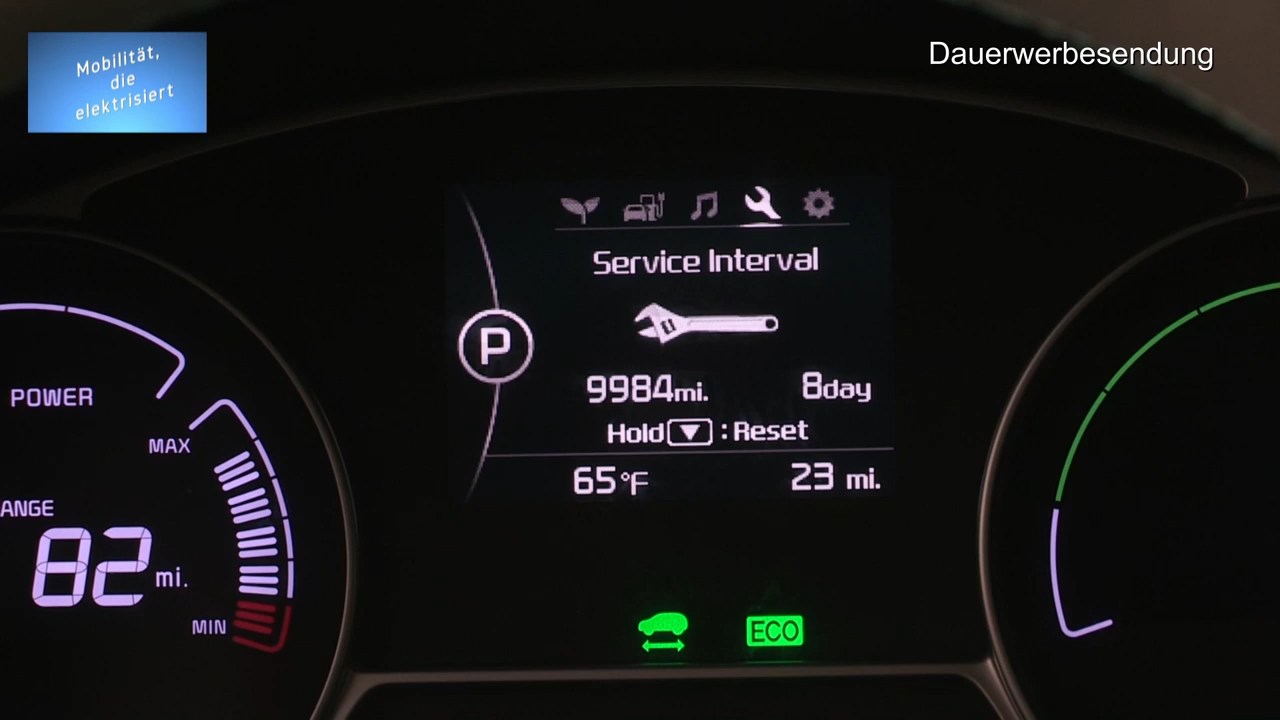 Mobilität,
die
elektrisiert
Dauerwerbesendung
Service Interval
P
9984mi. 8day
Hold ▼ : Reset
65°F 23 mi.
POWER
MAX
ANGE
82 mi.
MIN
ECO